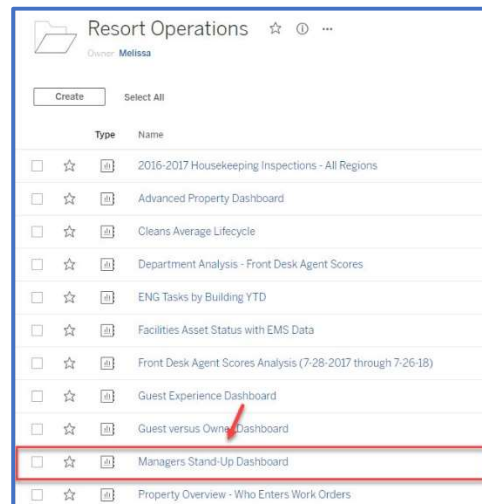 Resort Operations
Owner Melissa
Create Select All
Type Name
2016-2017 Housekeeping Inspections - All Regions
Advanced Property Dashboard
Cleans Average Lifecycle
Department Analysis - Front Desk Agent Scores
ENG Tasks by Building YTD
Facilities Asset Status with EMS Data
Front Desk Agent Scores Analysis (7-28-2017 through 7-26-18)
Guest Experience Dashboard
Guest versus Owner Dashboard
Managers Stand-Up Dashboard
Property Overview - Who Enters Work Orders